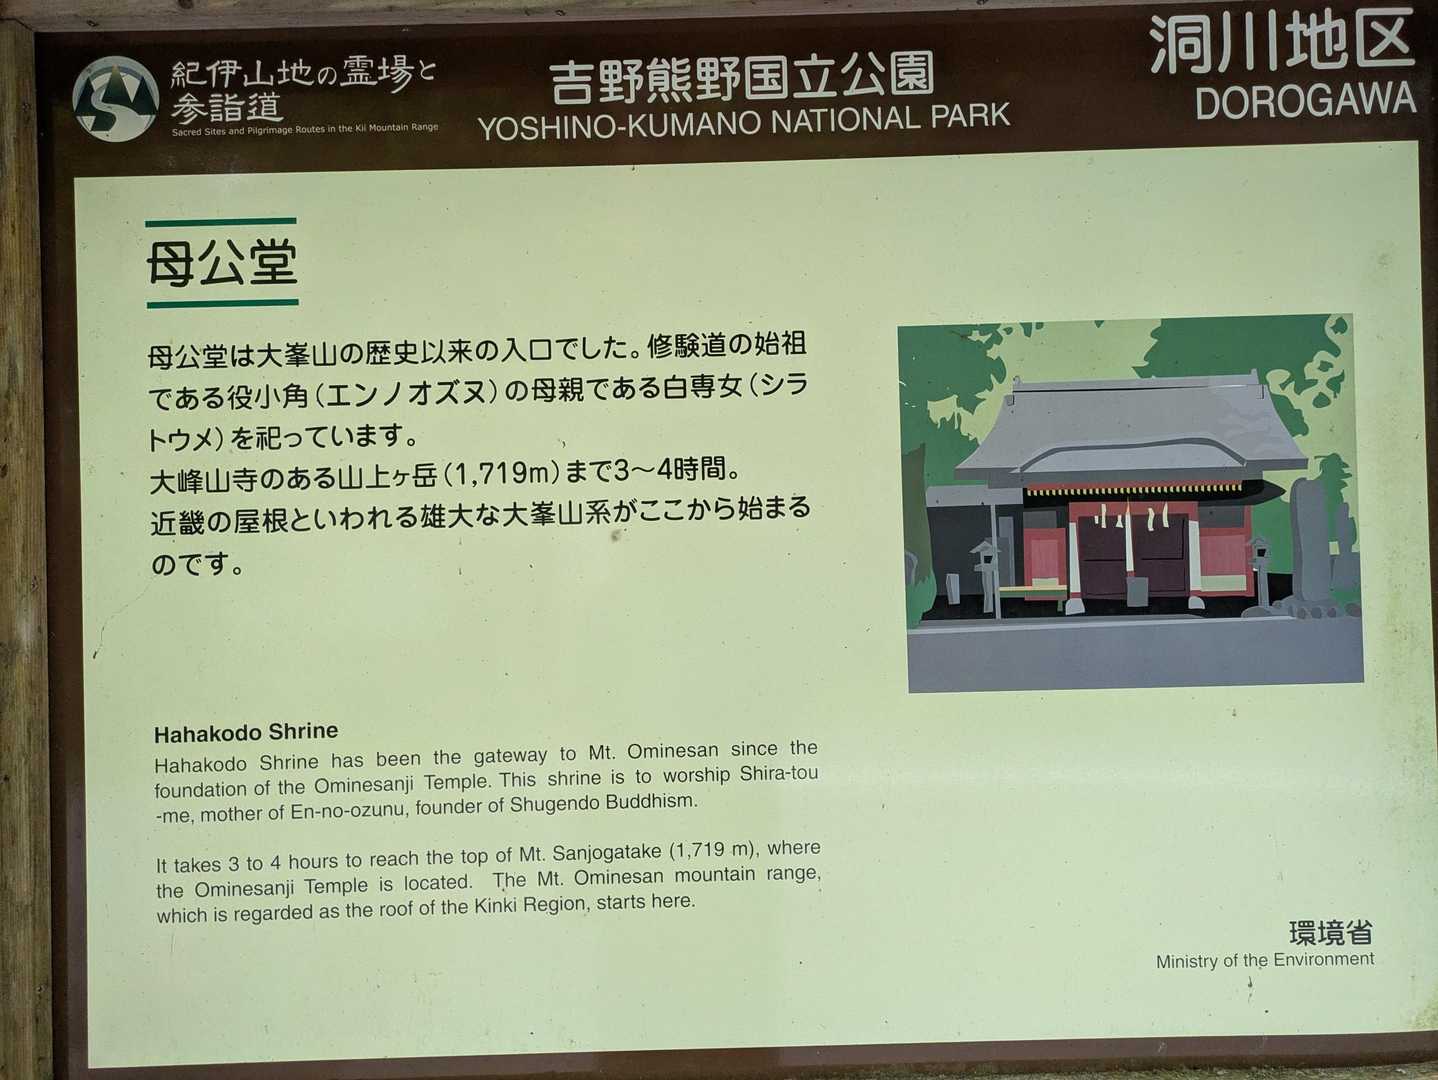 紀伊山地の霊場と
参詣道
Sacred Sites and Pilgrimage Routes in the Kii Mountain Range
吉野熊野国立公園
YOSHINO-KUMANO NATIONAL PARK
洞川地区
DOROGAWA
母公堂
母公堂は大峯山の歴史以来の入口でした。修験道の始祖
である役小角（エンノオズヌ）の母親である白専女（シラ
トウメ）を祀っています。
大峰山寺のある山上ヶ岳（1,719m）まで3～4時間。
近畿の屋根といわれる雄大な大峯山系がここから始まる
のです。
Hahakodo Shrine
Hahakodo Shrine has been the gateway to Mt. Ominesan since the
foundation of the Ominesanji Temple. This shrine is to worship Shira-tou
-me, mother of En-no-ozunu, founder of Shugendo Buddhism.
It takes 3 to 4 hours to reach the top of Mt. Sanjogatake (1,719 m), where
the Ominesanji Temple is located. The Mt. Ominesan mountain range,
which is regarded as the roof of the Kinki Region, starts here.
環境省
Ministry of the Environment